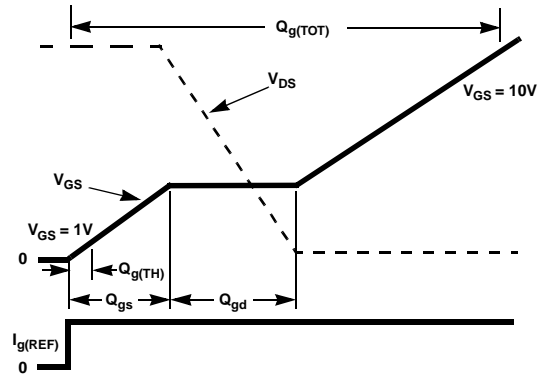 Qg(TOT)
VDS
VGS = 10V
VGS
VGS = 1V
0
Qg(TH)
Qgs
Qgd
Ig(REF)
0